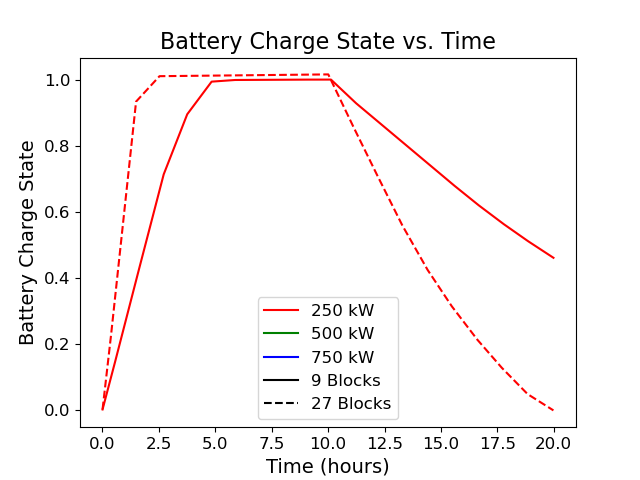 Battery Charge State vs. Time
Battery Charge State
1.0
0.8
0.6
0.4
0.2
0.0
250 kW
500 kW
750 kW
9 Blocks
27 Blocks
0.0 2.5 5.0 7.5 10.0 12.5 15.0 17.5 20.0
Time (hours)